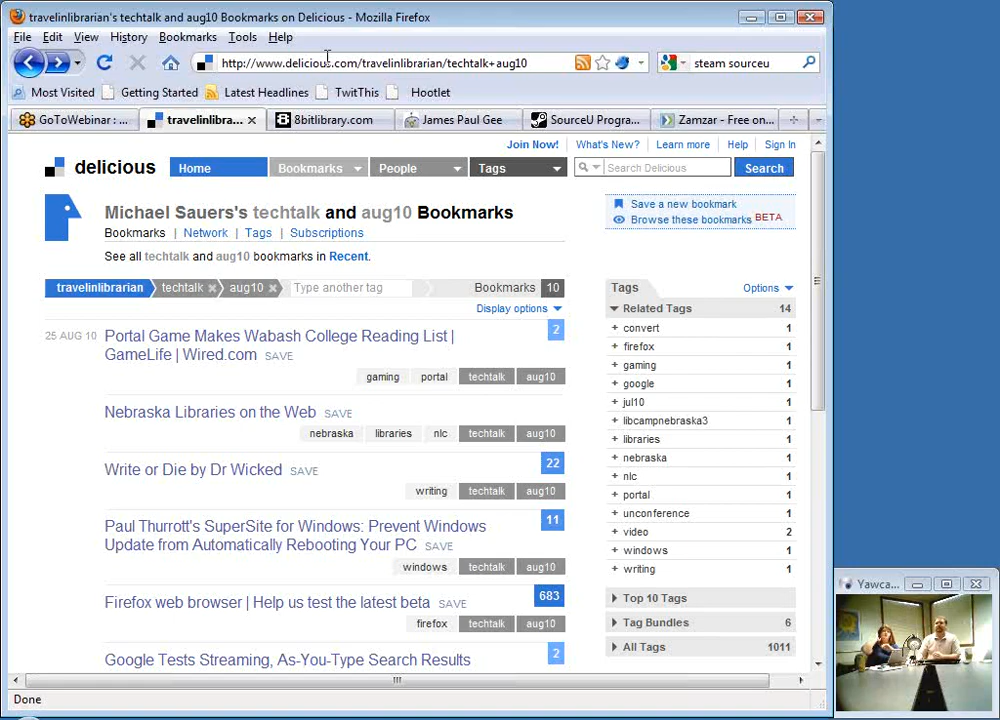 travelinlibrarian's techtalk and aug10 Bookmarks on Delicious - Mozilla Firefox
File Edit View History Bookmarks Tools Help
http://www.delicious.com/travelinlibrarian/techtalk+aug10
steam sourceu
Most Visited Getting Started Latest Headlines TwitThis Hootlet
GoToWebinar : ... travelinlibra... 8bitlibrary.com James Paul Gee SourceU Progra... Zamzar - Free on...
Join Now! What's New? Learn more Help Sign In
delicious Home Bookmarks People Tags Search Delicious Search
Michael Sauers's techtalk and aug10 Bookmarks
Bookmarks | Network | Tags | Subscriptions
See all techtalk and aug10 bookmarks in Recent.
Save a new bookmark
Browse these bookmarks BETA
travelinlibrarian techtalk aug10 Type another tag Bookmarks 10
Display options
25 AUG 10 Portal Game Makes Wabash College Reading List | 2
GameLife | Wired.com SAVE
gaming portal techtalk aug10
Nebraska Libraries on the Web SAVE
nebraska libraries nlc techtalk aug10
Write or Die by Dr Wicked SAVE 22
writing techtalk aug10
Paul Thurrott's SuperSite for Windows: Prevent Windows 11
Update from Automatically Rebooting Your PC SAVE
windows techtalk aug10
Firefox web browser | Help us test the latest beta SAVE 683
firefox techtalk aug10
Google Tests Streaming, As-You-Type Search Results 2
Tags Options
Related Tags 14
+ convert 1
+ firefox 1
+ gaming 1
+ google 1
+ jul10 1
+ libcampnebraska3 1
+ libraries 1
+ nebraska 1
+ nlc 1
+ portal 1
+ unconference 1
+ video 2
+ windows 1
+ writing 1
Top 10 Tags
Tag Bundles 6
All Tags 1011
Yawca...
Done